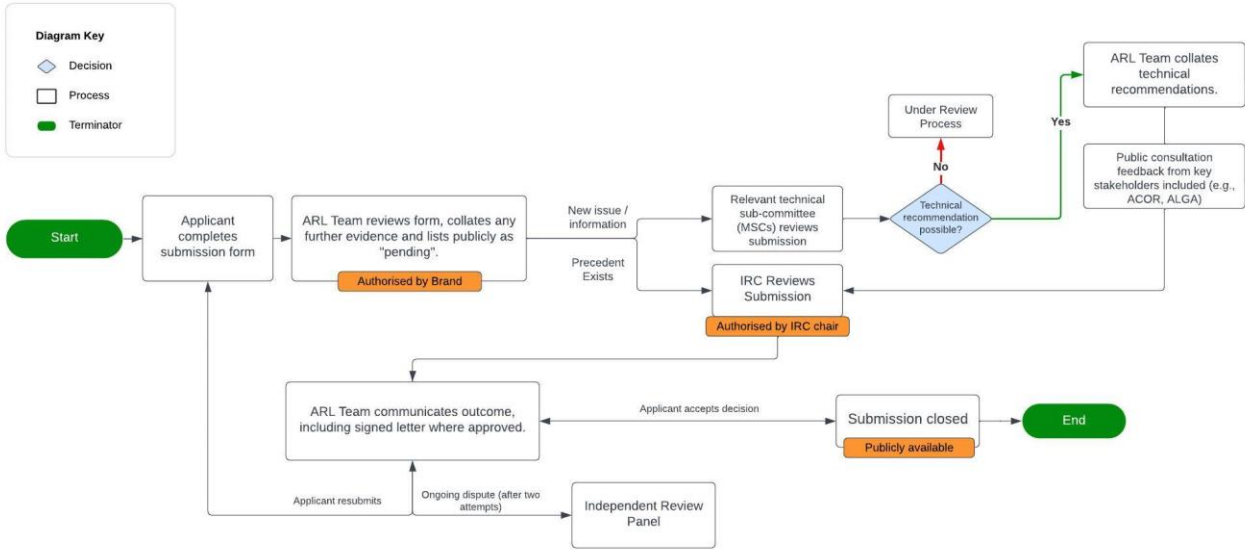 Diagram Key
Decision
Process
Terminator
Start
Applicant
completes
submission form
ARL Team reviews form, collates any
further evidence and lists publicly as
"pending".
Authorised by Brand
New issue /
information
Precedent
Exists
Relevant technical
sub-committee
(MSCs) reviews
submission
IRC Reviews
Submission
Authorised by IRC chair
Under Review
Process
No
Technical
recommendation
possible?
Yes
ARL Team collates
technical
recommendations.
Public consultation
feedback from key
stakeholders included (e.g.,
ACOR, ALGA)
ARL Team communicates outcome,
including signed letter where approved.
Applicant accepts decision
Submission closed
Publicly available
End
Applicant resubmits
Ongoing dispute (after two
attempts)
Independent Review
Panel